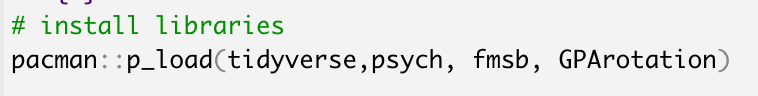 # install libraries
pacman::p_load(tidyverse,psych, fmsb, GPArotation)